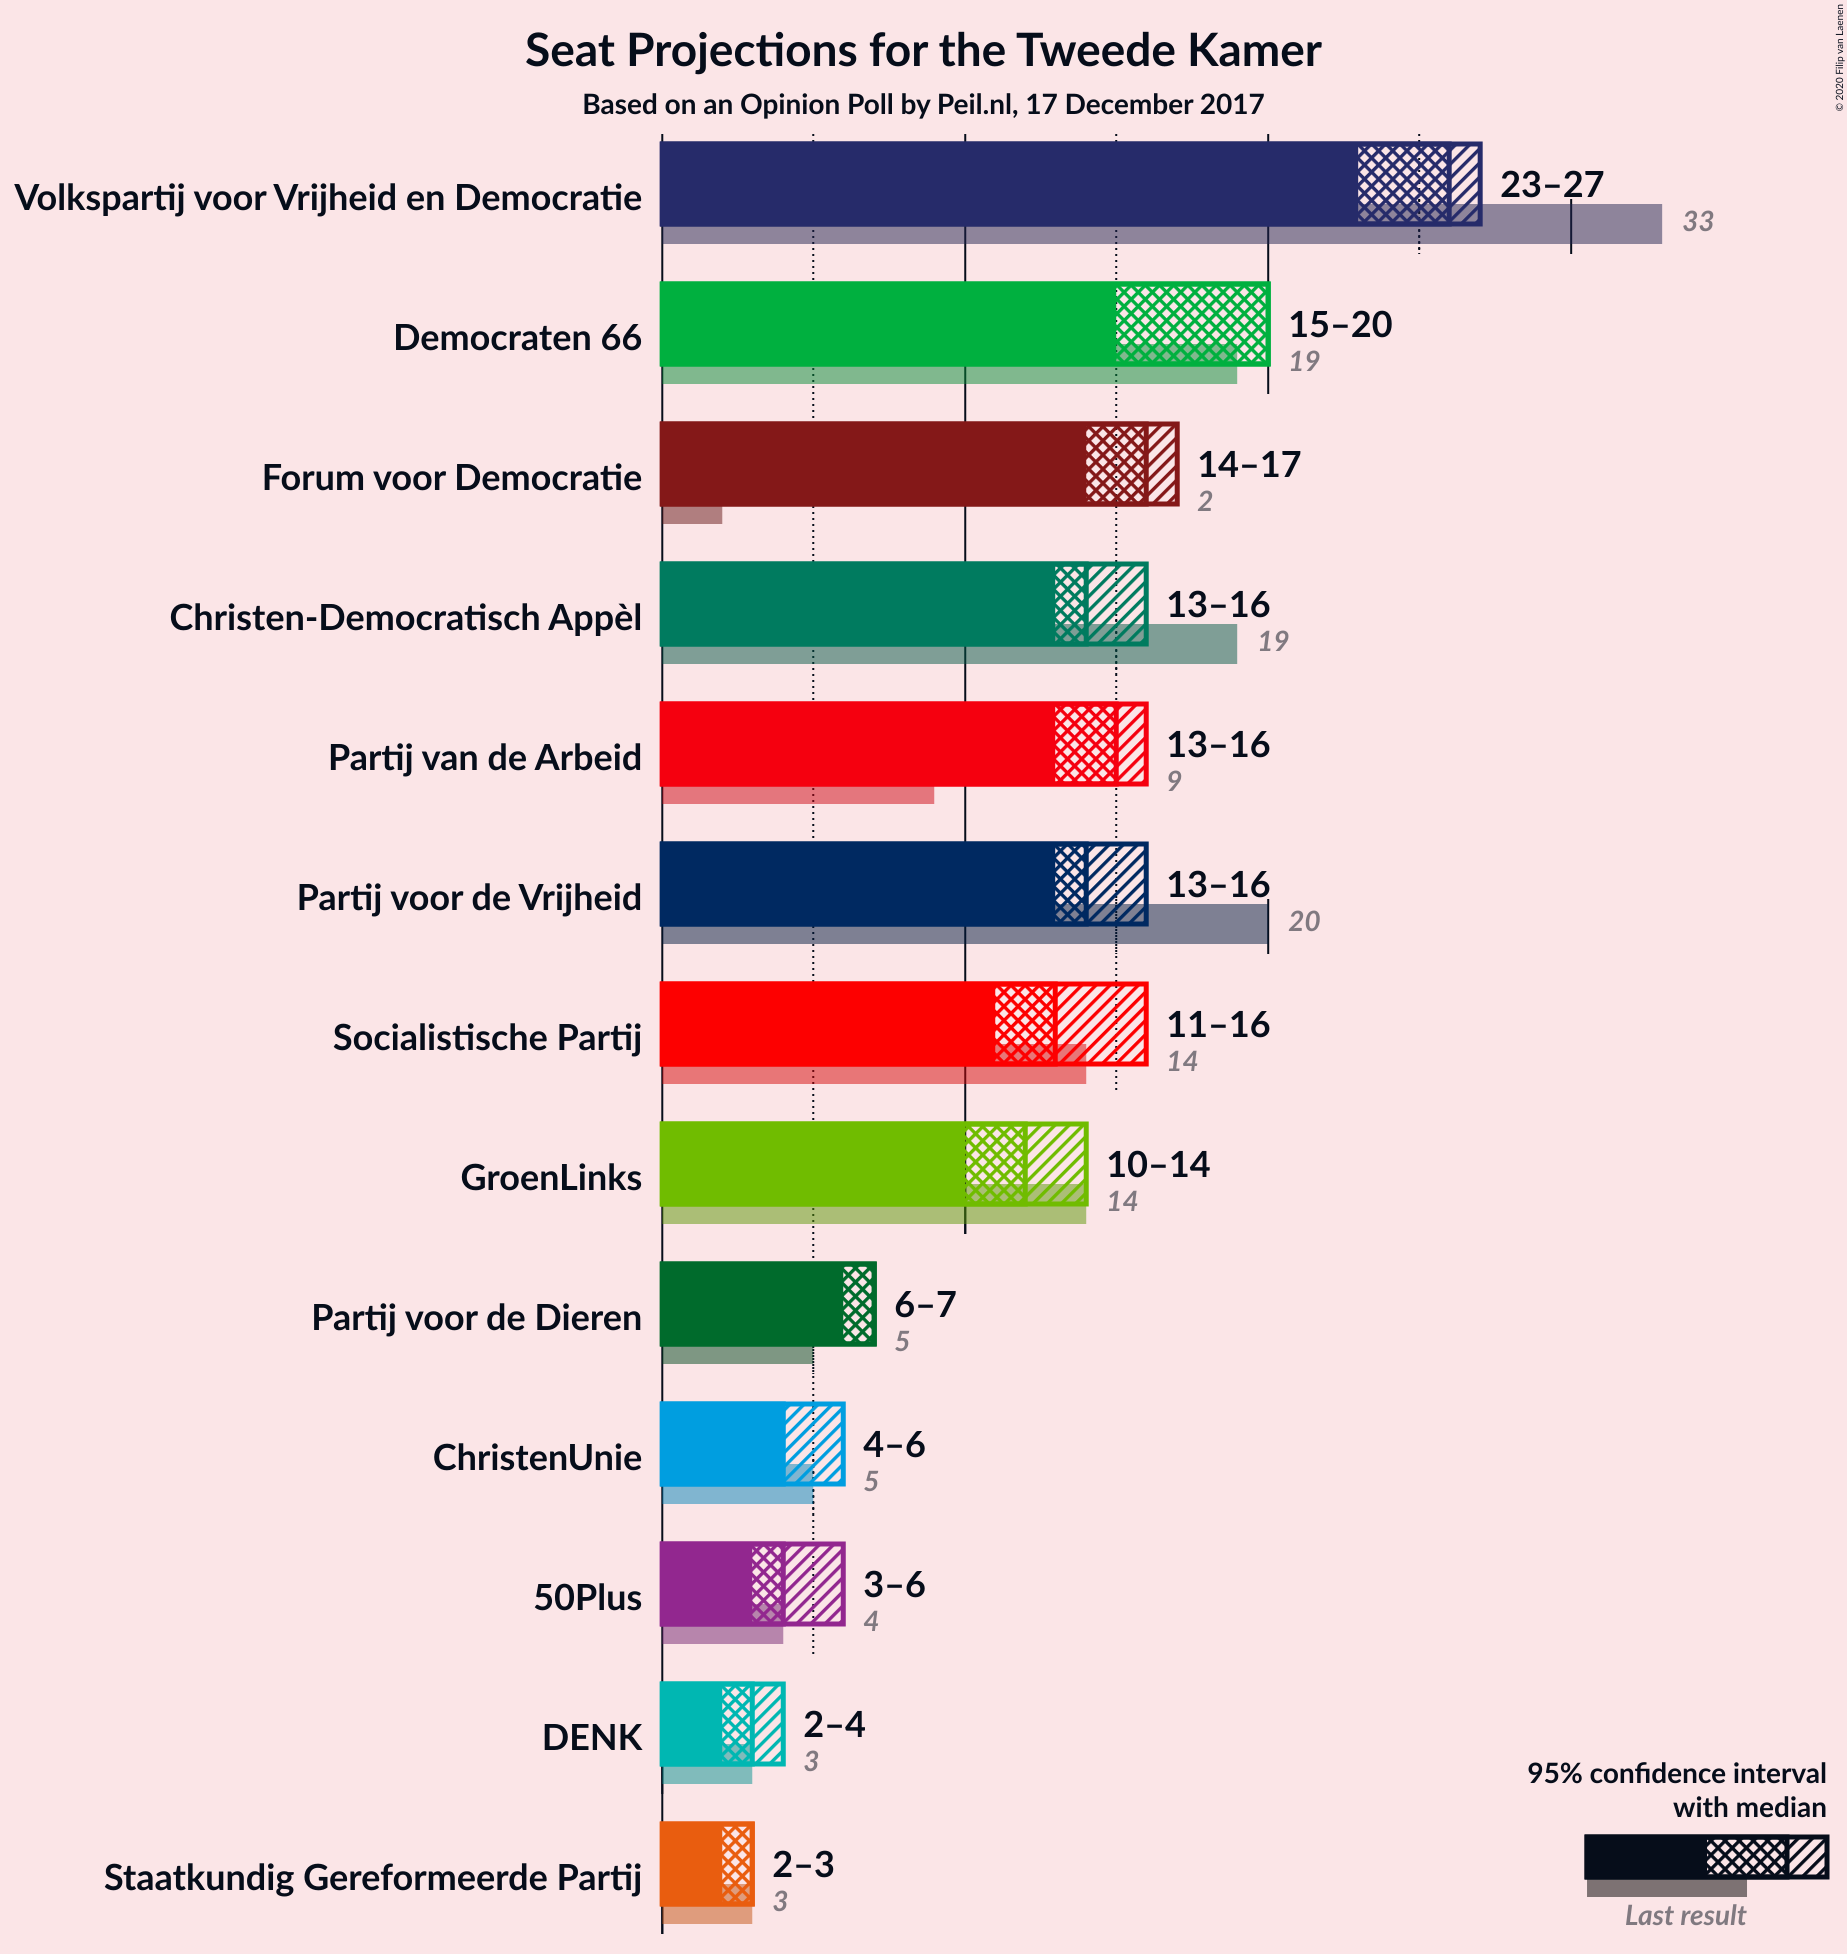 Seat Projections for the Tweede Kamer
Based on an Opinion Poll by Peil.nl, 17 December 2017
© 2020 Filip van Laenen
Volkspartij voor Vrijheid en Democratie
23–27
33
Democraten 66
15–20
19
Forum voor Democratie
14–17
2
Christen-Democratisch Appèl
13–16
19
Partij van de Arbeid
13–16
9
Partij voor de Vrijheid
13–16
20
Socialistische Partij
11–16
14
GroenLinks
10–14
14
Partij voor de Dieren
6–7
5
ChristenUnie
4–6
5
50Plus
3–6
4
DENK
2–4
3
Staatkundig Gereformeerde Partij
2–3
3
95% confidence interval
with median
Last result